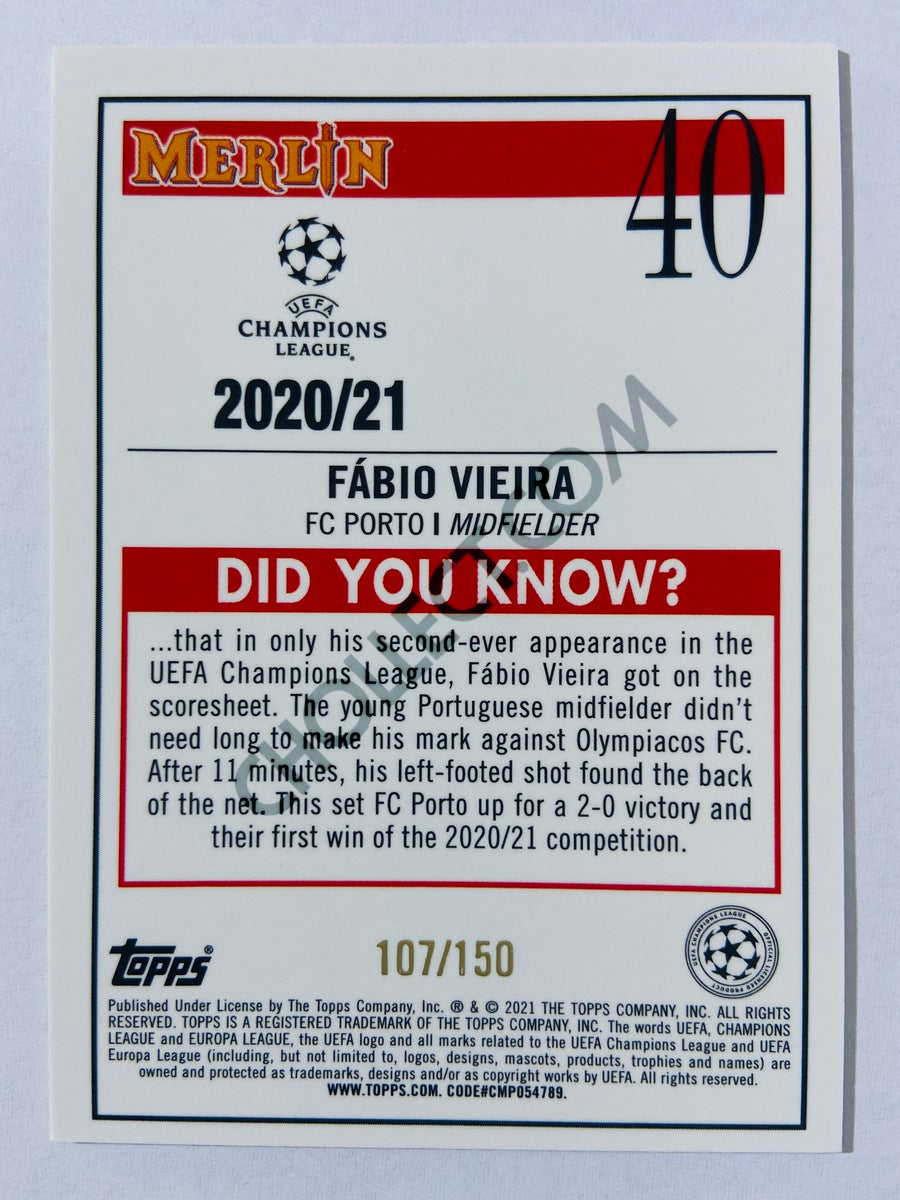 MERLIN
40
UEFA
CHAMPIONS
LEAGUE®
2020/21
FÁBIO VIEIRA
FC PORTO | MIDFIELDER
DID YOU KNOW?
...that in only his second-ever appearance in the
UEFA Champions League, Fábio Vieira got on the
scoresheet. The young Portuguese midfielder didn't
need long to make his mark against Olympiacos FC.
After 11 minutes, his left-footed shot found the back
of the net. This set FC Porto up for a 2-0 victory and
their first win of the 2020/21 competition.
CHOLLECT.COM
topps®
107/150
UEFA CHAMPIONS LEAGUE OFFICIAL LICENSED PRODUCT
Published Under License by The Topps Company, Inc. ® & © 2021 THE TOPPS COMPANY, INC. ALL RIGHTS
RESERVED. TOPPS IS A REGISTERED TRADEMARK OF THE TOPPS COMPANY, INC. The words UEFA, CHAMPIONS
LEAGUE and EUROPA LEAGUE, the UEFA logo and all marks related to the UEFA Champions League and UEFA
Europa League (including, but not limited to, logos, designs, mascots, products, trophies and names) are
owned and protected as trademarks, designs and/or as copyright works by UEFA. All rights reserved.
WWW.TOPPS.COM. CODE#CMP054789.